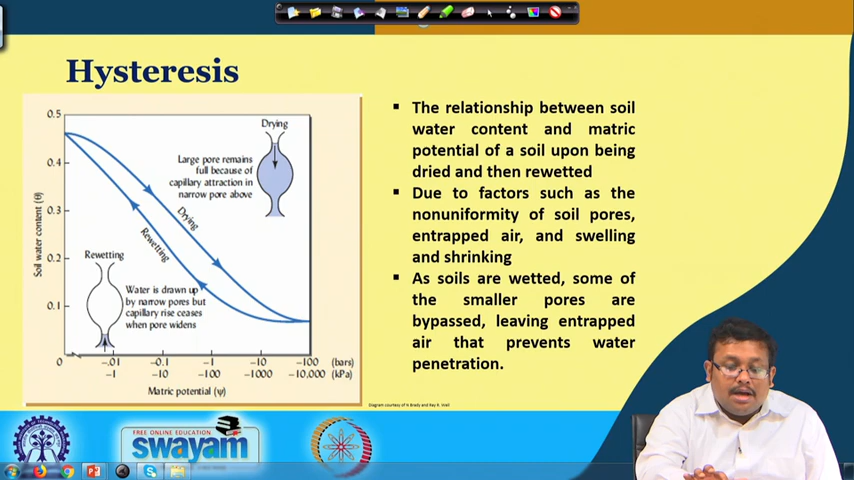 Hysteresis
0.5
0.4
0.3
0.2
0.1
0
Soil water content (θ)
Drying
Large pore remains
full because of
capillary attraction in
narrow pore above
Drying
Rewetting
Rewetting
Water is drawn up
by narrow pores but
capillary rise ceases
when pore widens
-.01 -0.1 -1 -10 -100 (bars)
-1 -10 -100 -1000 -10,000 (kPa)
Matric potential (ψ)
▪ The relationship between soil
water content and matric
potential of a soil upon being
dried and then rewetted
▪ Due to factors such as the
nonuniformity of soil pores,
entrapped air, and swelling
and shrinking
▪ As soils are wetted, some of
the smaller pores are
bypassed, leaving entrapped
air that prevents water
penetration.
Diagram courtesy of N Brady and Ray R. Weil
FREE ONLINE EDUCATION
swayam